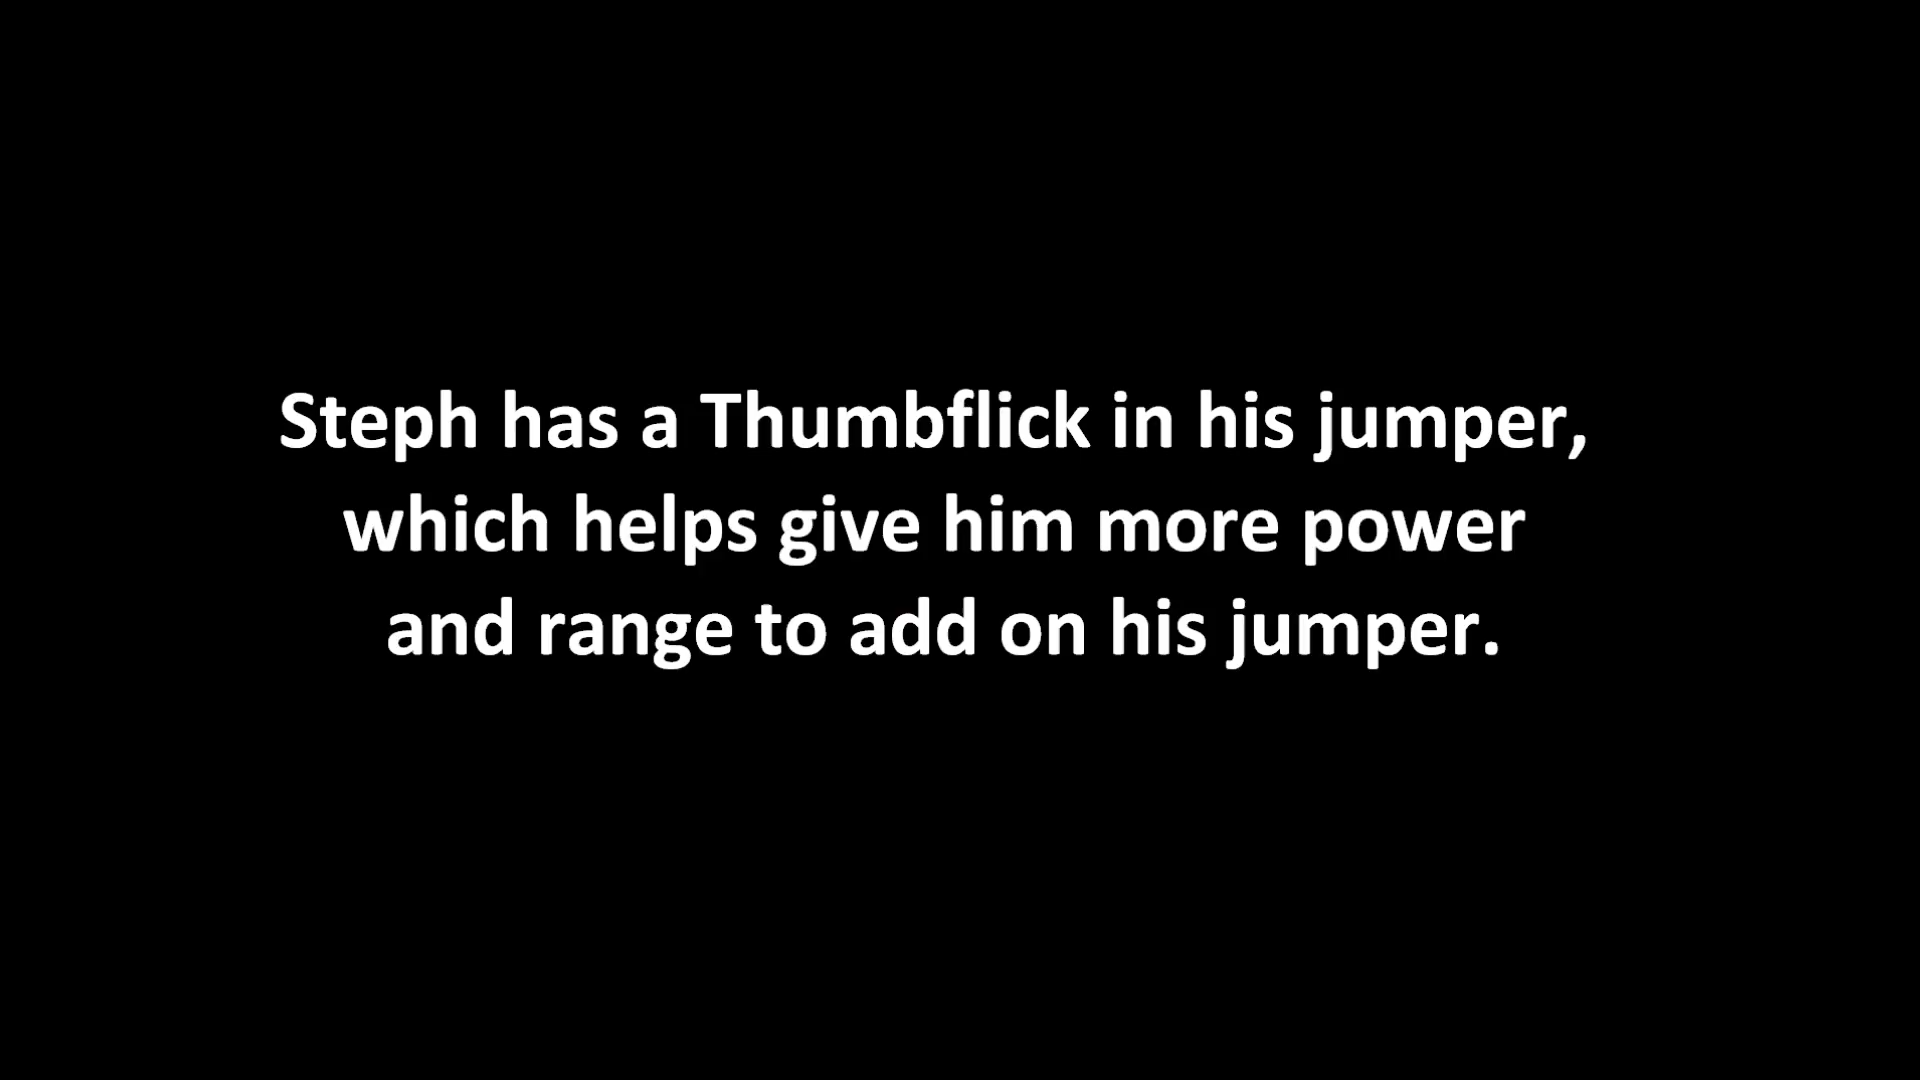 Steph has a Thumbflick in his jumper,
which helps give him more power
and range to add on his jumper.